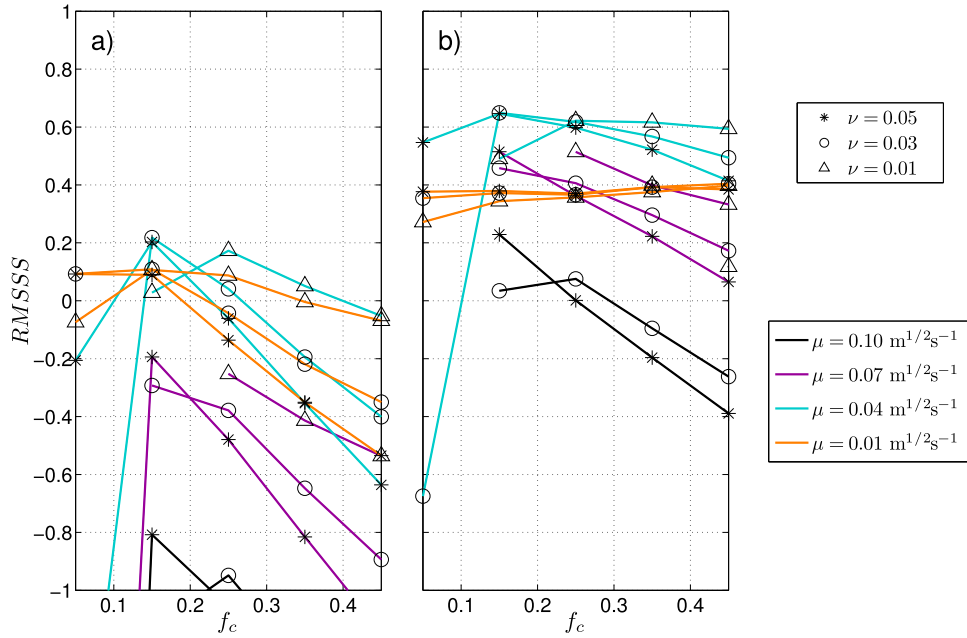 a)
b)
RMSSS
1
0.8
0.6
0.4
0.2
0
−0.2
−0.4
−0.6
−0.8
−1
0.1 0.2 0.3 0.4
f_c
0.1 0.2 0.3 0.4
f_c
ν = 0.05
ν = 0.03
ν = 0.01
μ = 0.10 m^{1/2}s^{−1}
μ = 0.07 m^{1/2}s^{−1}
μ = 0.04 m^{1/2}s^{−1}
μ = 0.01 m^{1/2}s^{−1}